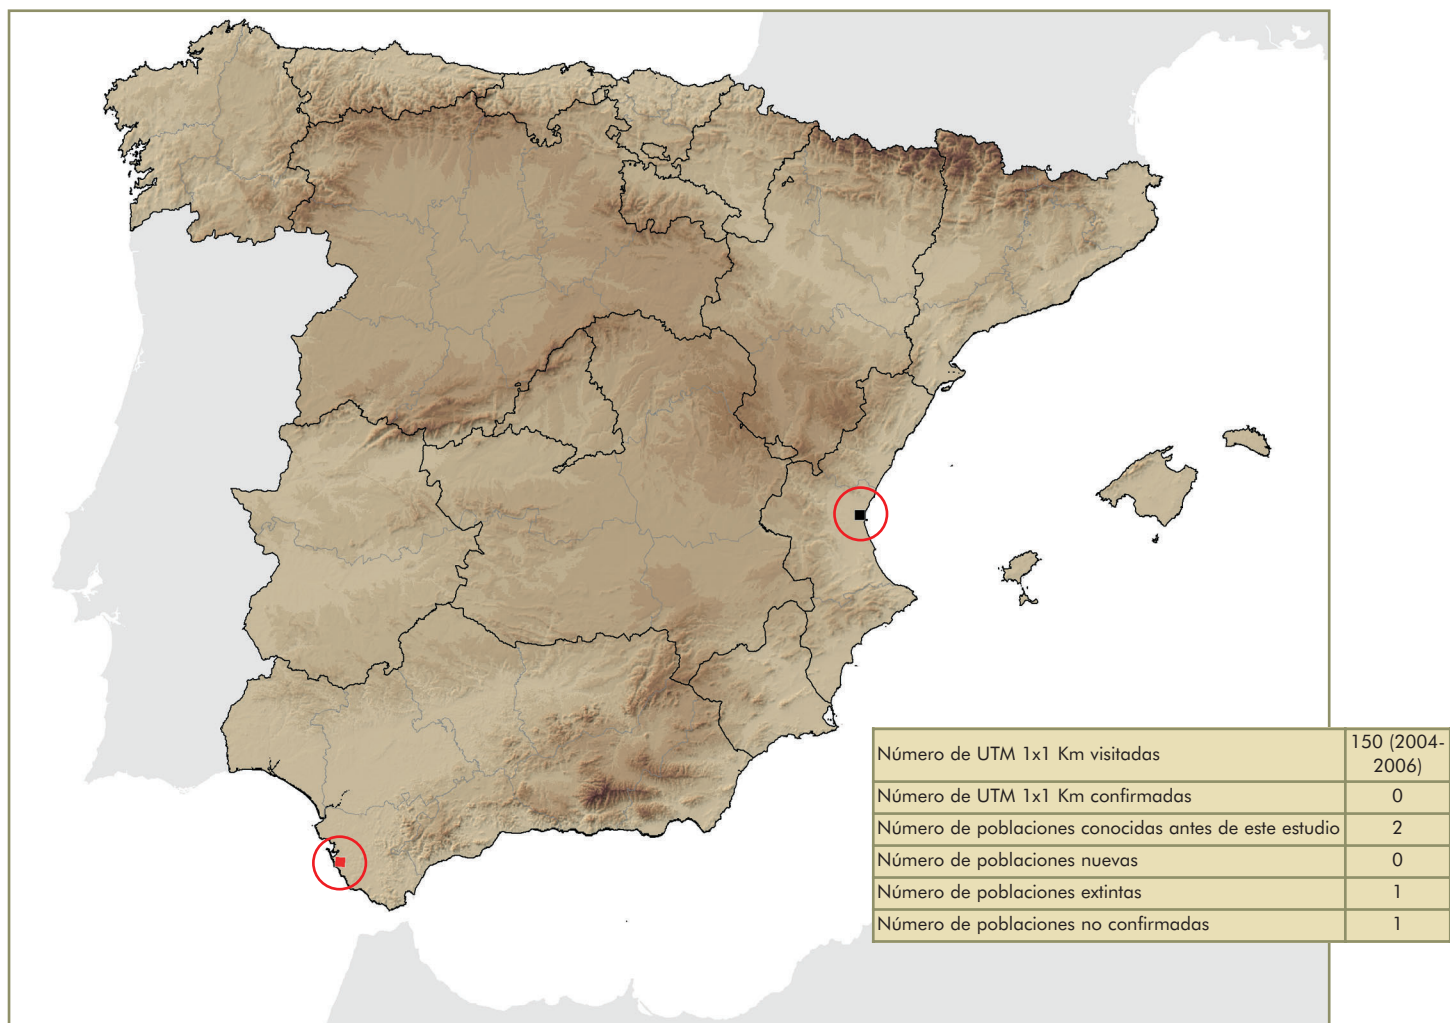 Número de UTM 1x1 Km visitadas 150 (2004-
2006)
Número de UTM 1x1 Km confirmadas 0
Número de poblaciones conocidas antes de este estudio 2
Número de poblaciones nuevas 0
Número de poblaciones extintas 1
Número de poblaciones no confirmadas 1